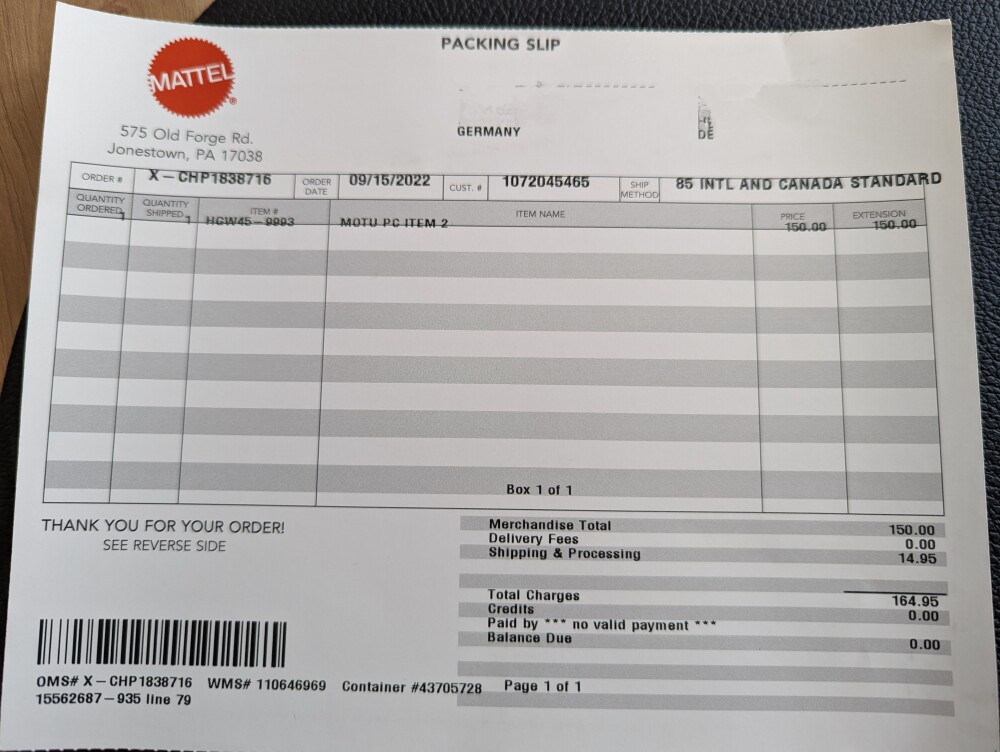 PACKING SLIP
MATTEL
®
575 Old Forge Rd.
Jonestown, PA 17038
GERMANY
DE
ORDER # X-CHP1838716 ORDER DATE 09/15/2022 CUST. # 1072045465 SHIP METHOD 85 INTL AND CANADA STANDARD
QUANTITY ORDERED QUANTITY SHIPPED ITEM # ITEM NAME PRICE EXTENSION
1 1 HGW45-9993 MOTU PC ITEM 2 150.00 150.00
Box 1 of 1
THANK YOU FOR YOUR ORDER!
SEE REVERSE SIDE
Merchandise Total 150.00
Delivery Fees 0.00
Shipping & Processing 14.95
Total Charges 164.95
Credits 0.00
Paid by *** no valid payment ***
Balance Due 0.00
OMS# X-CHP1838716 WMS# 110646969 Container #43705728 Page 1 of 1
15562687-935 line 79